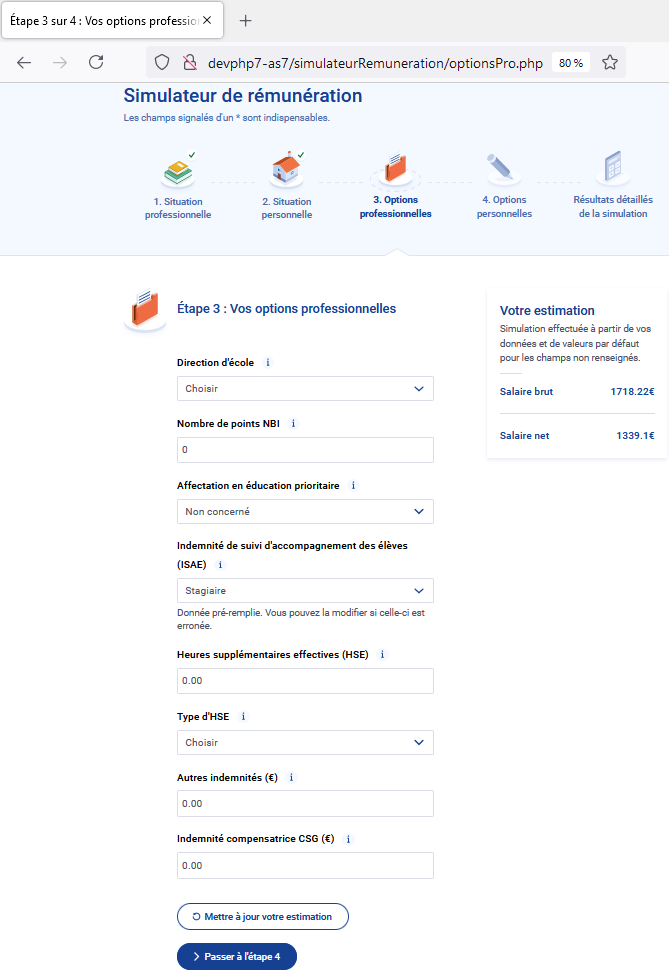 Étape 3 sur 4 : Vos options profession
devphp7-as7/simulateurRemuneration/optionsPro.php
80 %
Simulateur de rémunération
Les champs signalés d'un * sont indispensables.
1. Situation
professionnelle
2. Situation
personnelle
3. Options
professionnelles
4. Options
personnelles
Résultats détaillés
de la simulation
Étape 3 : Vos options professionnelles
Direction d'école i
Choisir
Nombre de points NBI i
0
Affectation en éducation prioritaire i
Non concerné
Indemnité de suivi d'accompagnement des élèves
(ISAE) i
Stagiaire
Donnée pré-remplie. Vous pouvez la modifier si celle-ci est
erronée.
Heures supplémentaires effectives (HSE) i
0.00
Type d'HSE i
Choisir
Autres indemnités (€) i
0.00
Indemnité compensatrice CSG (€) i
0.00
Mettre à jour votre estimation
Passer à l'étape 4
Votre estimation
Simulation effectuée à partir de vos
données et de valeurs par défaut
pour les champs non renseignés.
Salaire brut 1718.22€
Salaire net 1339.1€